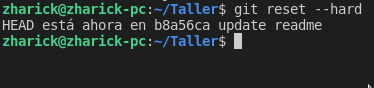 zharick@zharick-pc:~/Taller$ git reset --hard
HEAD está ahora en b8a56ca update readme
zharick@zharick-pc:~/Taller$